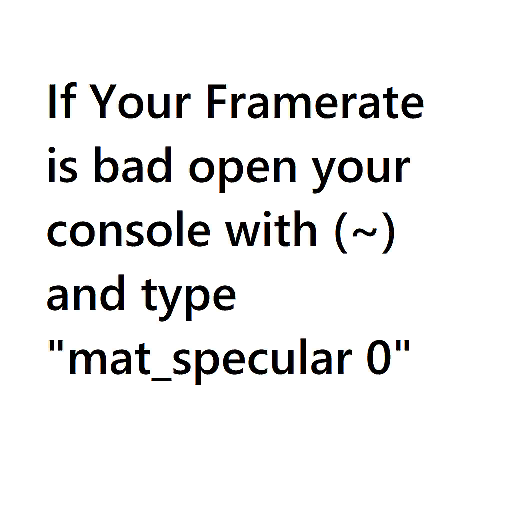 If Your Framerate
is bad open your
console with (~)
and type
"mat_specular 0"